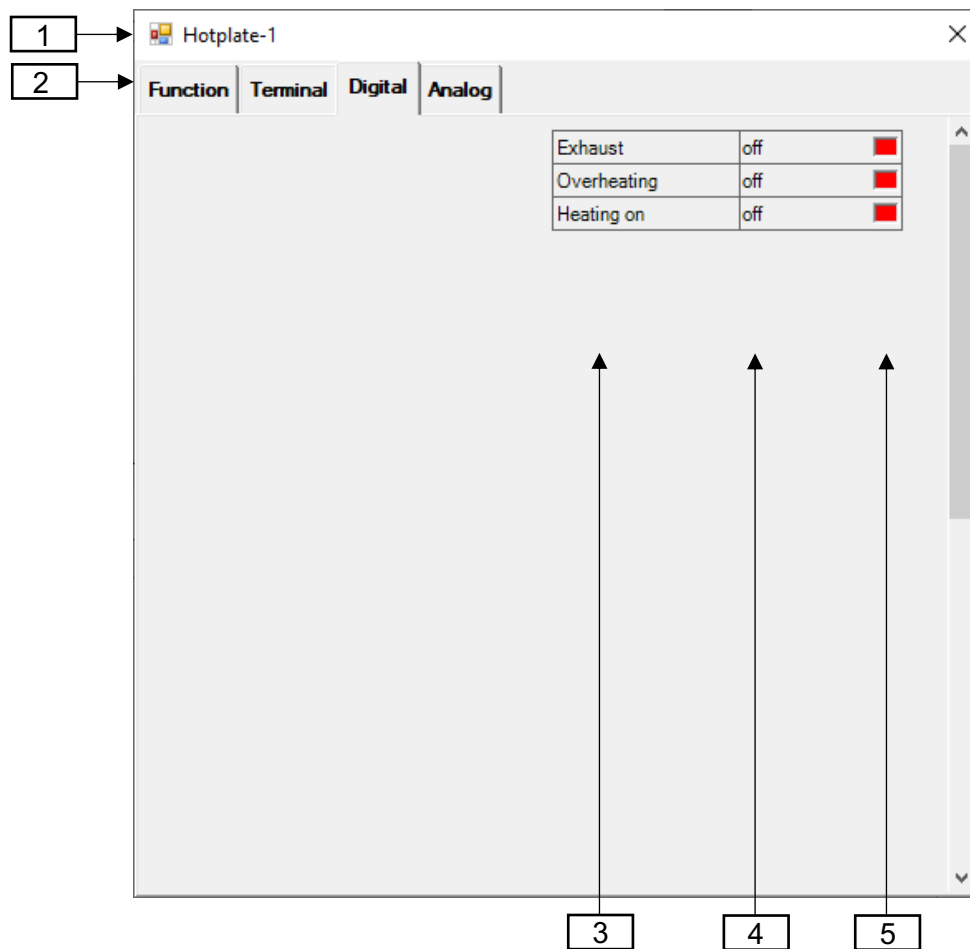 1 Hotplate-1
2 Function Terminal Digital Analog
Exhaust off
Overheating off
Heating on off
3 4 5